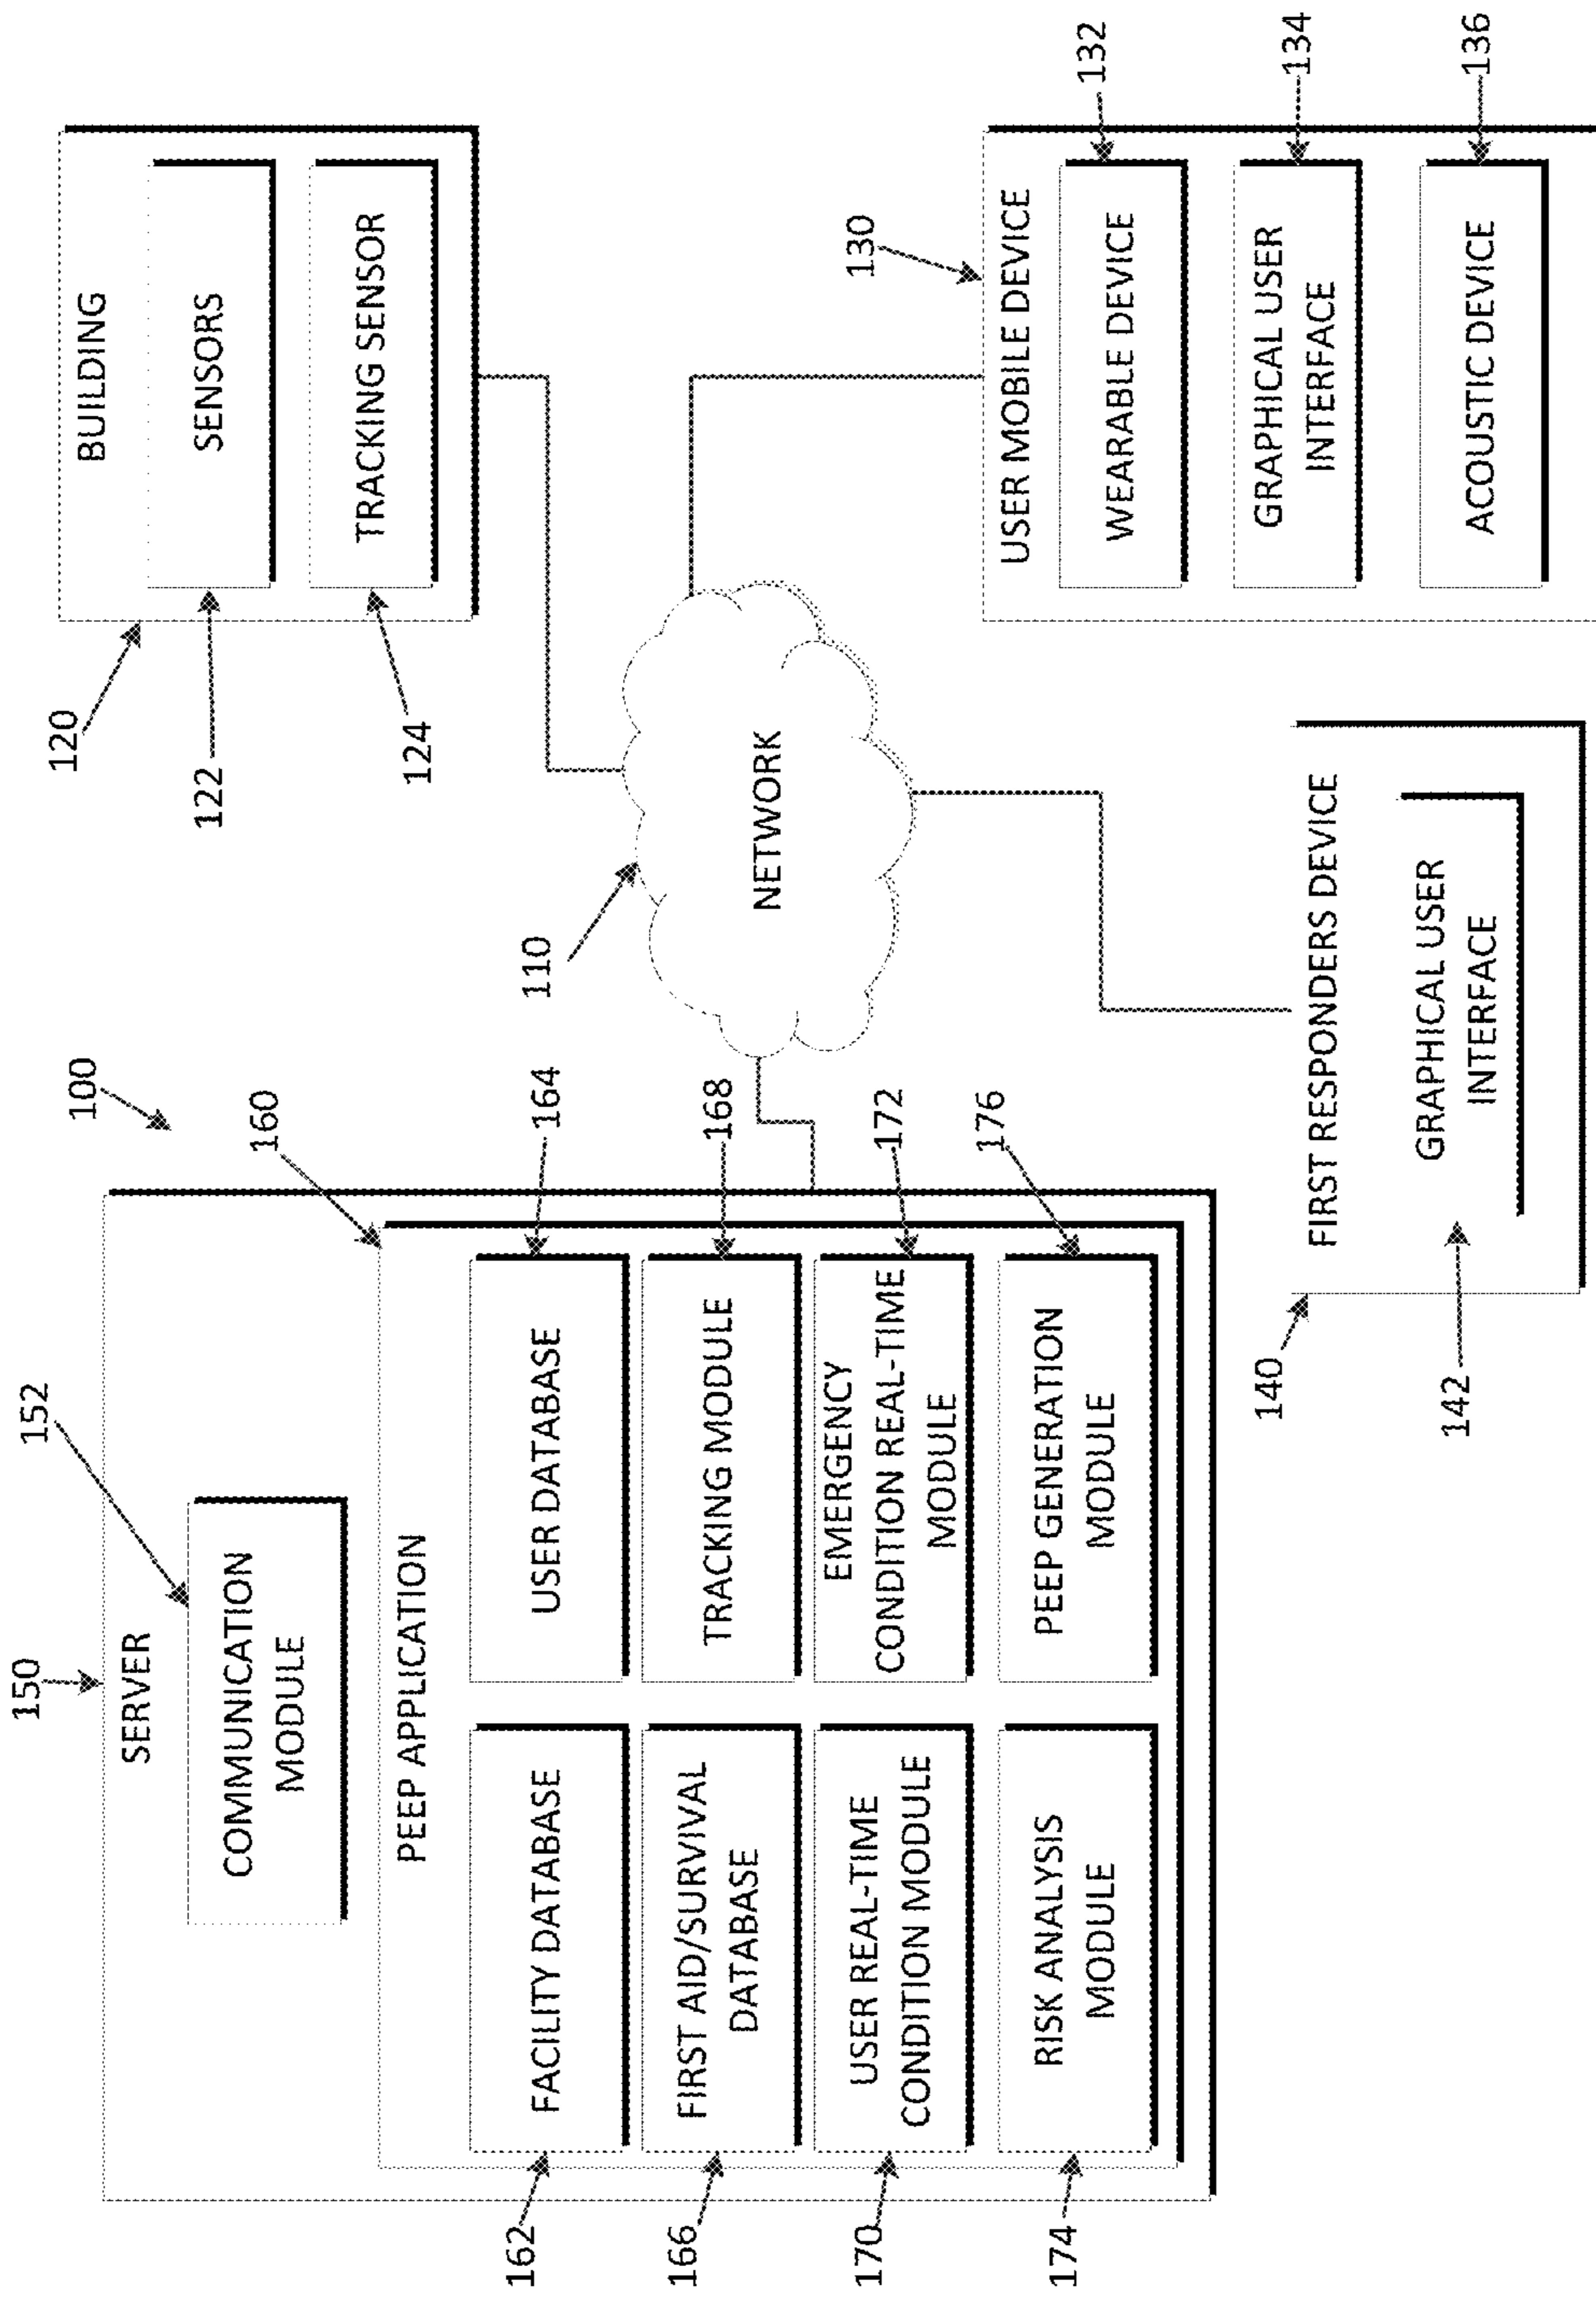 100
150
SERVER
152
COMMUNICATION
MODULE
160
PEEP APPLICATION
162
FACILITY DATABASE
USER DATABASE
164
166
FIRST AID/SURVIVAL
DATABASE
TRACKING MODULE
168
170
USER REAL-TIME
CONDITION MODULE
EMERGENCY
CONDITION REAL-TIME
MODULE
172
174
RISK ANALYSIS
MODULE
PEEP GENERATION
MODULE
176
110
NETWORK
120
BUILDING
122
SENSORS
124
TRACKING SENSOR
130
USER MOBILE DEVICE
WEARABLE DEVICE
132
GRAPHICAL USER
INTERFACE
134
ACOUSTIC DEVICE
136
140
FIRST RESPONDERS DEVICE
142
GRAPHICAL USER
INTERFACE